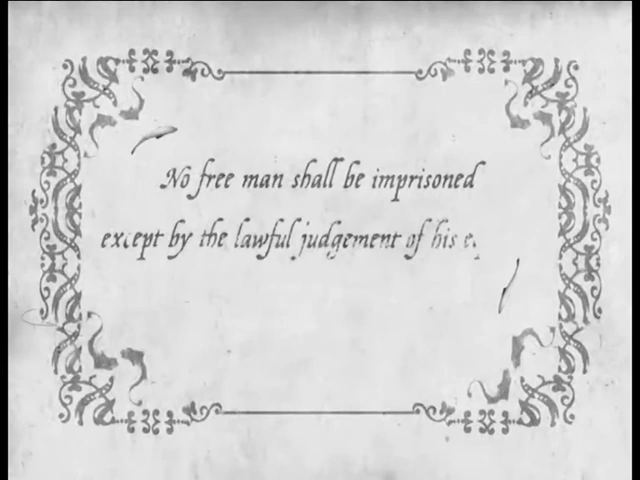 No free man shall be imprisoned
except by the lawful judgement of his